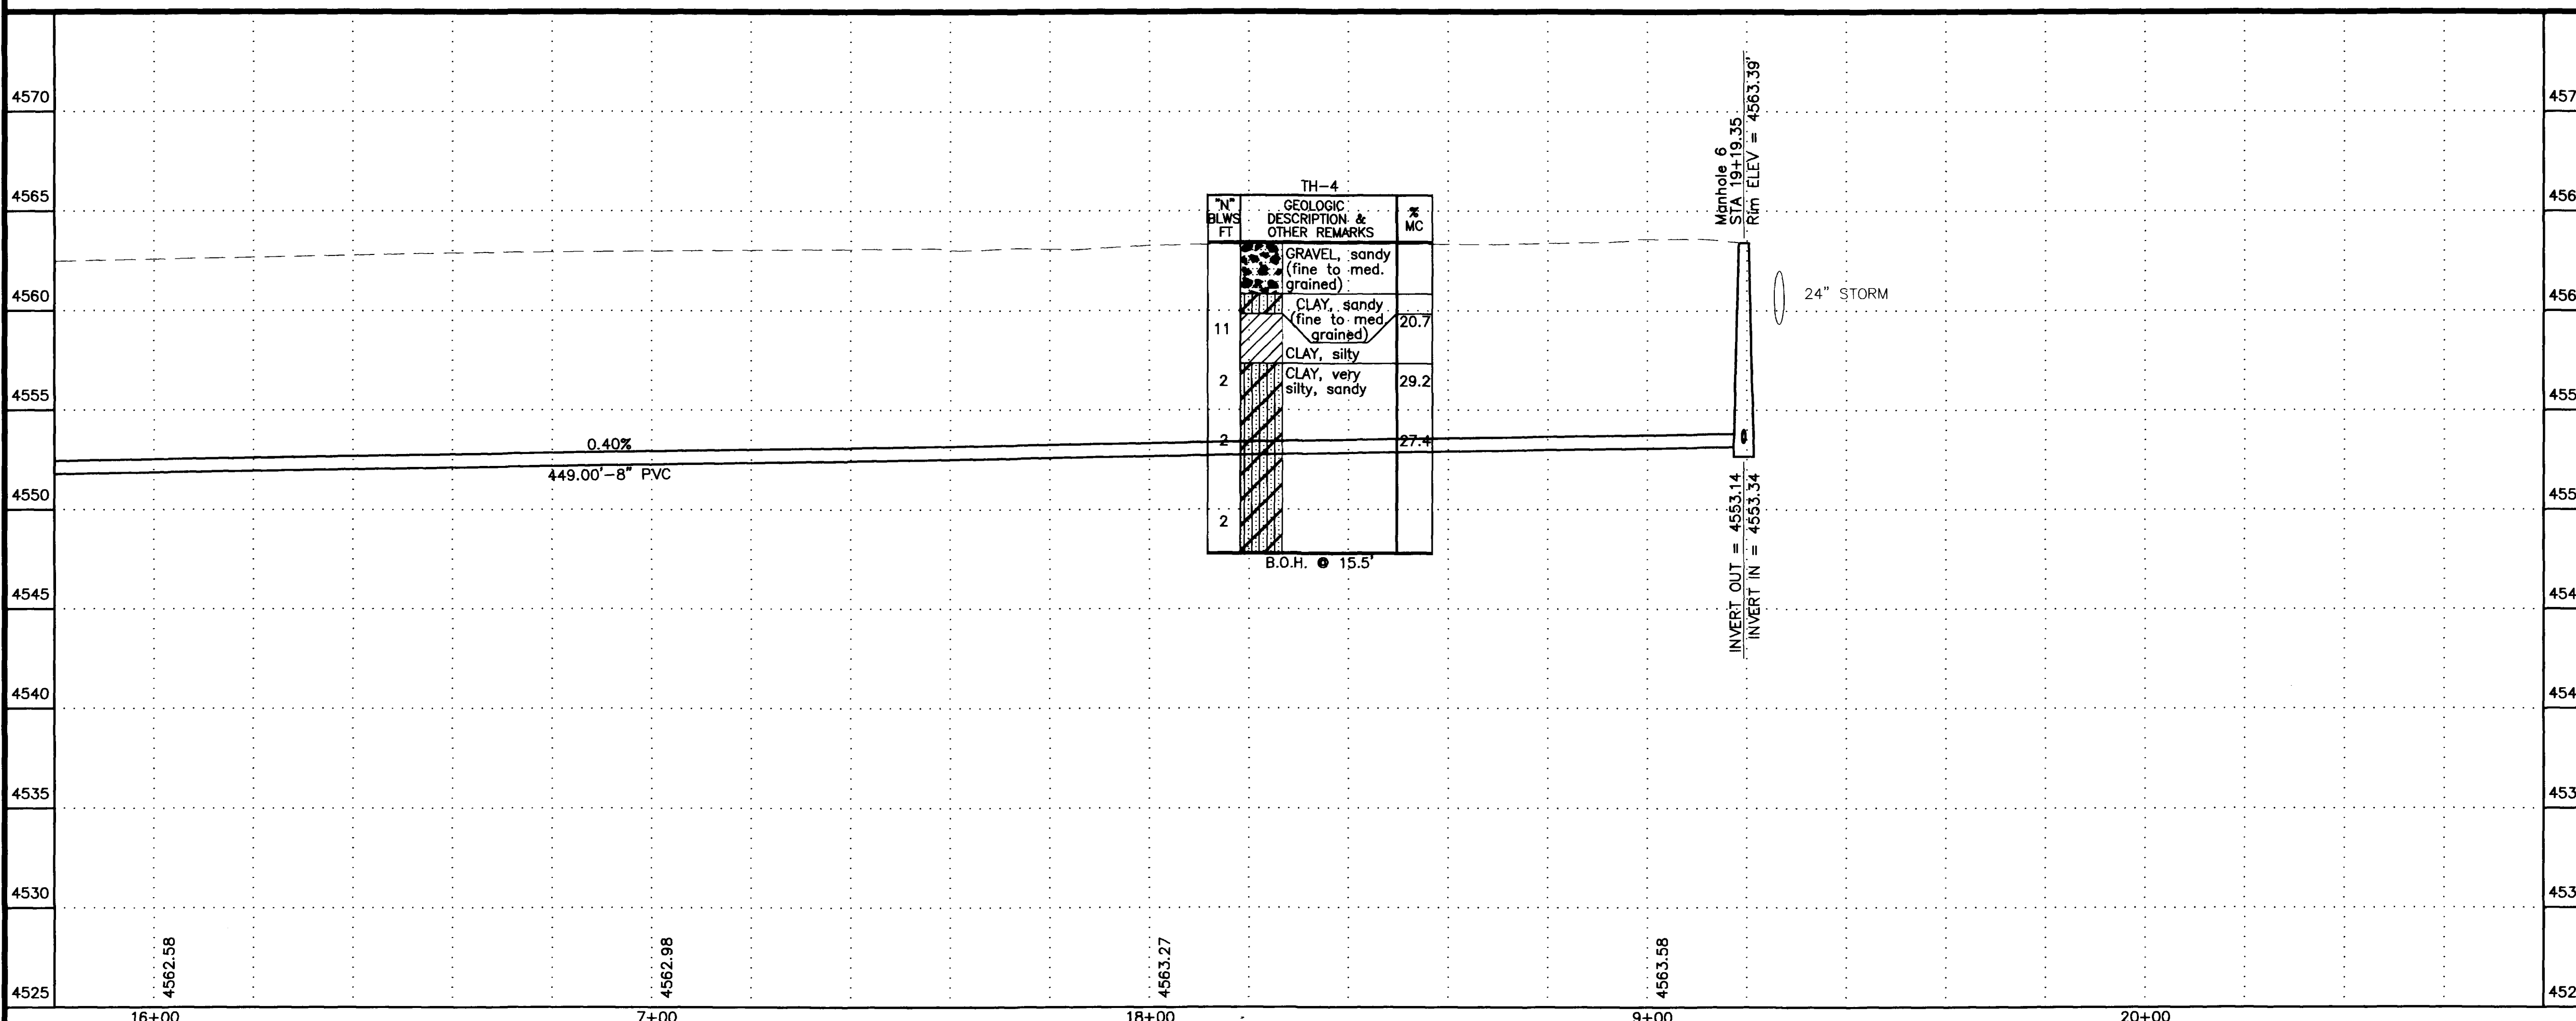 4570
4565
4560
4555
4550
4545
4540
4535
4530
4525
457
456
456
455
455
454
454
453
453
452
Manhole 6
STA 19+19.35
Rim ELEV = 4563.39'
TH-4
"N" BLWS FT
GEOLOGIC DESCRIPTION & OTHER REMARKS
% MC
GRAVEL, sandy
(fine to med.
grained)
CLAY, sandy
(fine to med.
grained)
11
20.7
CLAY, silty
CLAY, very
silty, sandy
2
29.2
2
27.4
2
B.O.H. @ 15.5'
24" STORM
0.40%
449.00'-8" PVC
INVERT OUT = 4553.14
INVERT IN = 4553.34
4562.58
4562.98
4563.27
4563.58
16+00
7+00
18+00
9+00
20+00